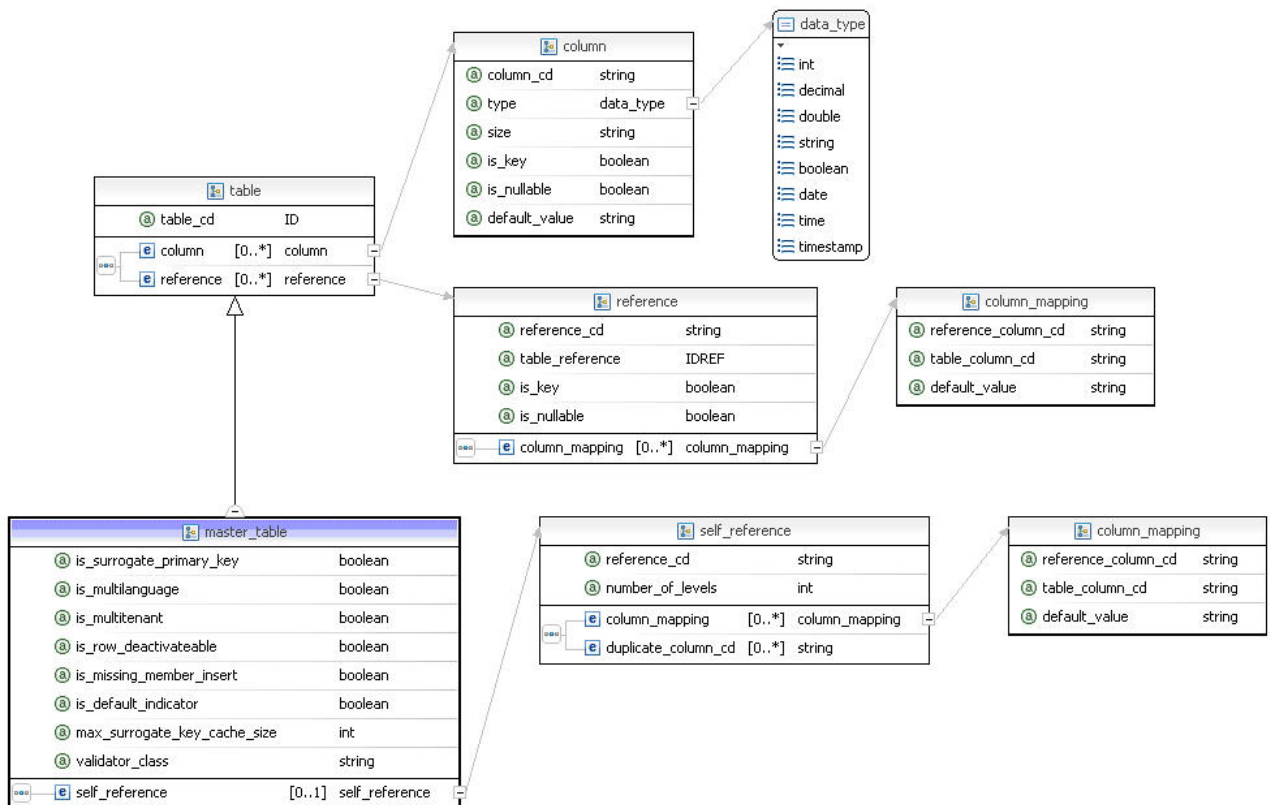 data_type
int
decimal
double
string
boolean
date
time
timestamp
column
column_cd string
type data_type
size string
is_key boolean
is_nullable boolean
default_value string
table
table_cd ID
column [0..*] column
reference [0..*] reference
reference
reference_cd string
table_reference IDREF
is_key boolean
is_nullable boolean
column_mapping [0..*] column_mapping
column_mapping
reference_column_cd string
table_column_cd string
default_value string
master_table
is_surrogate_primary_key boolean
is_multilanguage boolean
is_multitenant boolean
is_row_deactivateable boolean
is_missing_member_insert boolean
is_default_indicator boolean
max_surrogate_key_cache_size int
validator_class string
self_reference [0..1] self_reference
self_reference
reference_cd string
number_of_levels int
column_mapping [0..*] column_mapping
duplicate_column_cd [0..*] string
column_mapping
reference_column_cd string
table_column_cd string
default_value string